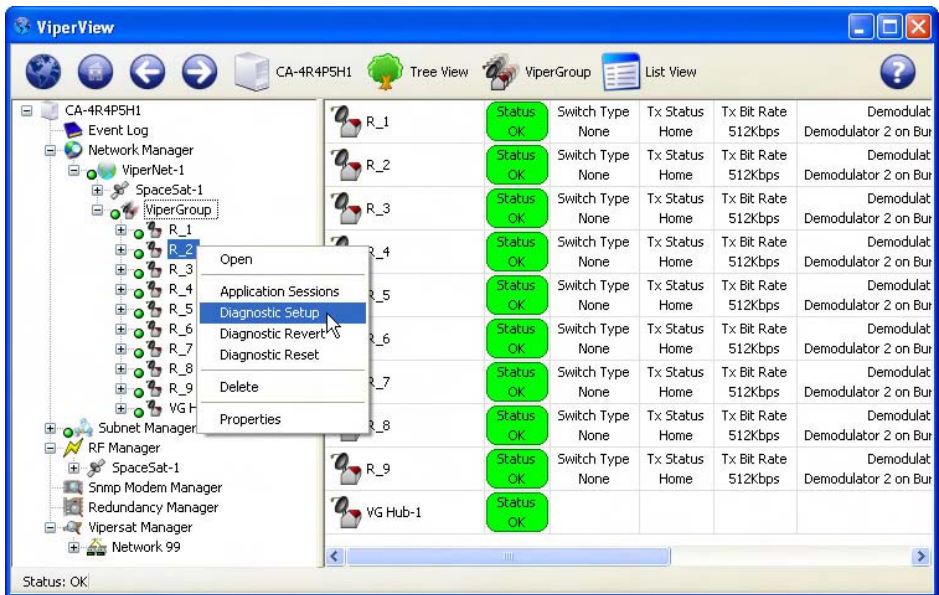 ViperView
CA-4R4P5H1 Tree View ViperGroup List View
CA-4R4P5H1
Event Log
Network Manager
ViperNet-1
SpaceSat-1
ViperGroup
R_1
R_2
R_3
R_4
R_5
R_6
R_7
R_8
R_9
VG H
Subnet Manager
RF Manager
SpaceSat-1
Snmp Modem Manager
Redundancy Manager
Vipersat Manager
Network 99
Open
Application Sessions
Diagnostic Setup
Diagnostic Revert
Diagnostic Reset
Delete
Properties
R_1 Status Switch Type Tx Status Tx Bit Rate Demodulat
OK None Home 512Kbps Demodulator 2 on Bur
R_2 Status Switch Type Tx Status Tx Bit Rate Demodulat
OK None Home 512Kbps Demodulator 2 on Bur
R_3 Status Switch Type Tx Status Tx Bit Rate Demodulat
OK None Home 512Kbps Demodulator 2 on Bur
R_4 Status Switch Type Tx Status Tx Bit Rate Demodulat
OK None Home 512Kbps Demodulator 2 on Bur
R_5 Status Switch Type Tx Status Tx Bit Rate Demodulat
OK None Home 512Kbps Demodulator 2 on Bur
R_6 Status Switch Type Tx Status Tx Bit Rate Demodulat
OK None Home 512Kbps Demodulator 2 on Bur
R_7 Status Switch Type Tx Status Tx Bit Rate Demodulat
OK None Home 512Kbps Demodulator 2 on Bur
R_8 Status Switch Type Tx Status Tx Bit Rate Demodulat
OK None Home 512Kbps Demodulator 2 on Bur
R_9 Status Switch Type Tx Status Tx Bit Rate Demodulat
OK None Home 512Kbps Demodulator 2 on Bur
VG Hub-1 Status
OK
Status: OK